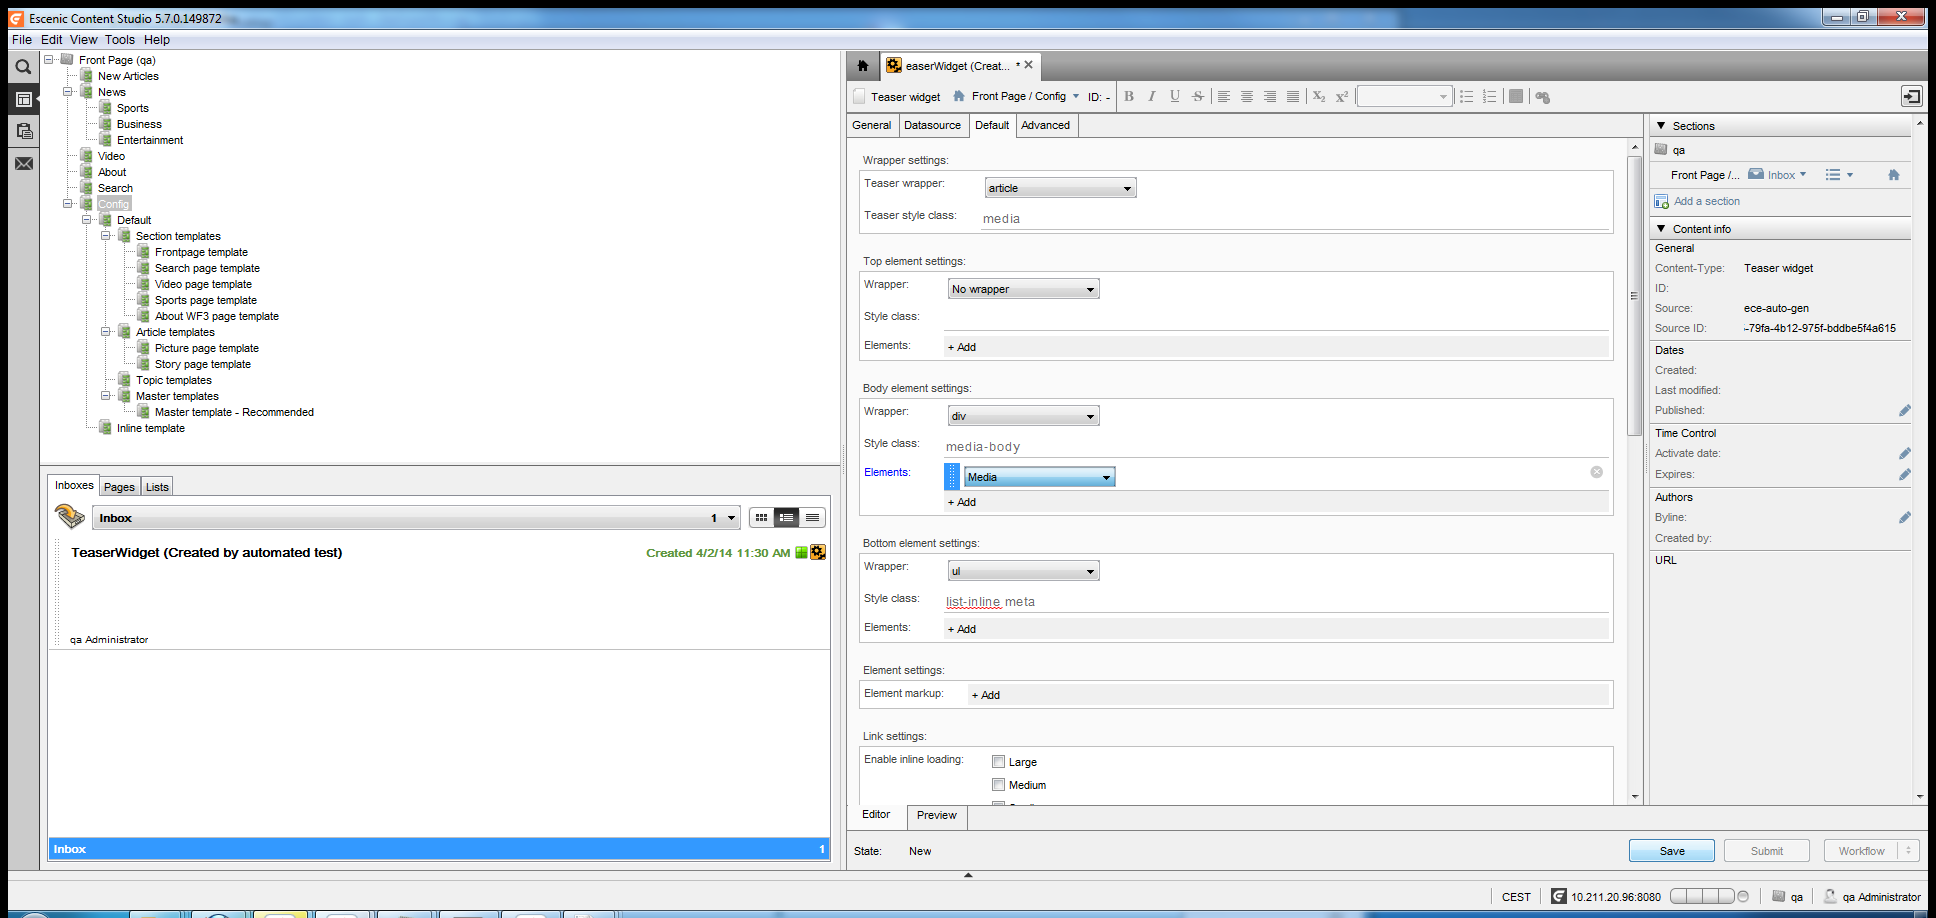 Escenic Content Studio 5.7.0.149872
File Edit View Tools Help
Front Page (qa)
New Articles
News
Sports
Business
Entertainment
Video
About
Search
Config
Default
Section templates
Frontpage template
Search page template
Video page template
Sports page template
About WF3 page template
Article templates
Picture page template
Story page template
Topic templates
Master templates
Master template - Recommended
Inline template
Inboxes Pages Lists
Inbox 1
TeaserWidget (Created by automated test) Created 4/2/14 11:30 AM
qa Administrator
Inbox 1
easerWidget (Creat... *
Teaser widget Front Page / Config ID: - B I U S X2 X2
General Datasource Default Advanced
Wrapper settings:
Teaser wrapper: article
Teaser style class: media
Top element settings:
Wrapper: No wrapper
Style class:
Elements: + Add
Body element settings:
Wrapper: div
Style class: media-body
Elements: Media
+ Add
Bottom element settings:
Wrapper: ul
Style class: list-inline meta
Elements: + Add
Element settings:
Element markup: + Add
Link settings:
Enable inline loading: Large
Medium
Editor Preview
State: New
Save Submit Workflow
Sections
qa
Front Page /... Inbox
Add a section
Content info
General
Content-Type: Teaser widget
ID:
Source: ece-auto-gen
Source ID: -79fa-4b12-975f-bddbe5f4a615
Dates
Created:
Last modified:
Published:
Time Control
Activate date:
Expires:
Authors
Byline:
Created by:
URL
CEST 10.211.20.96:8080 qa qa Administrator